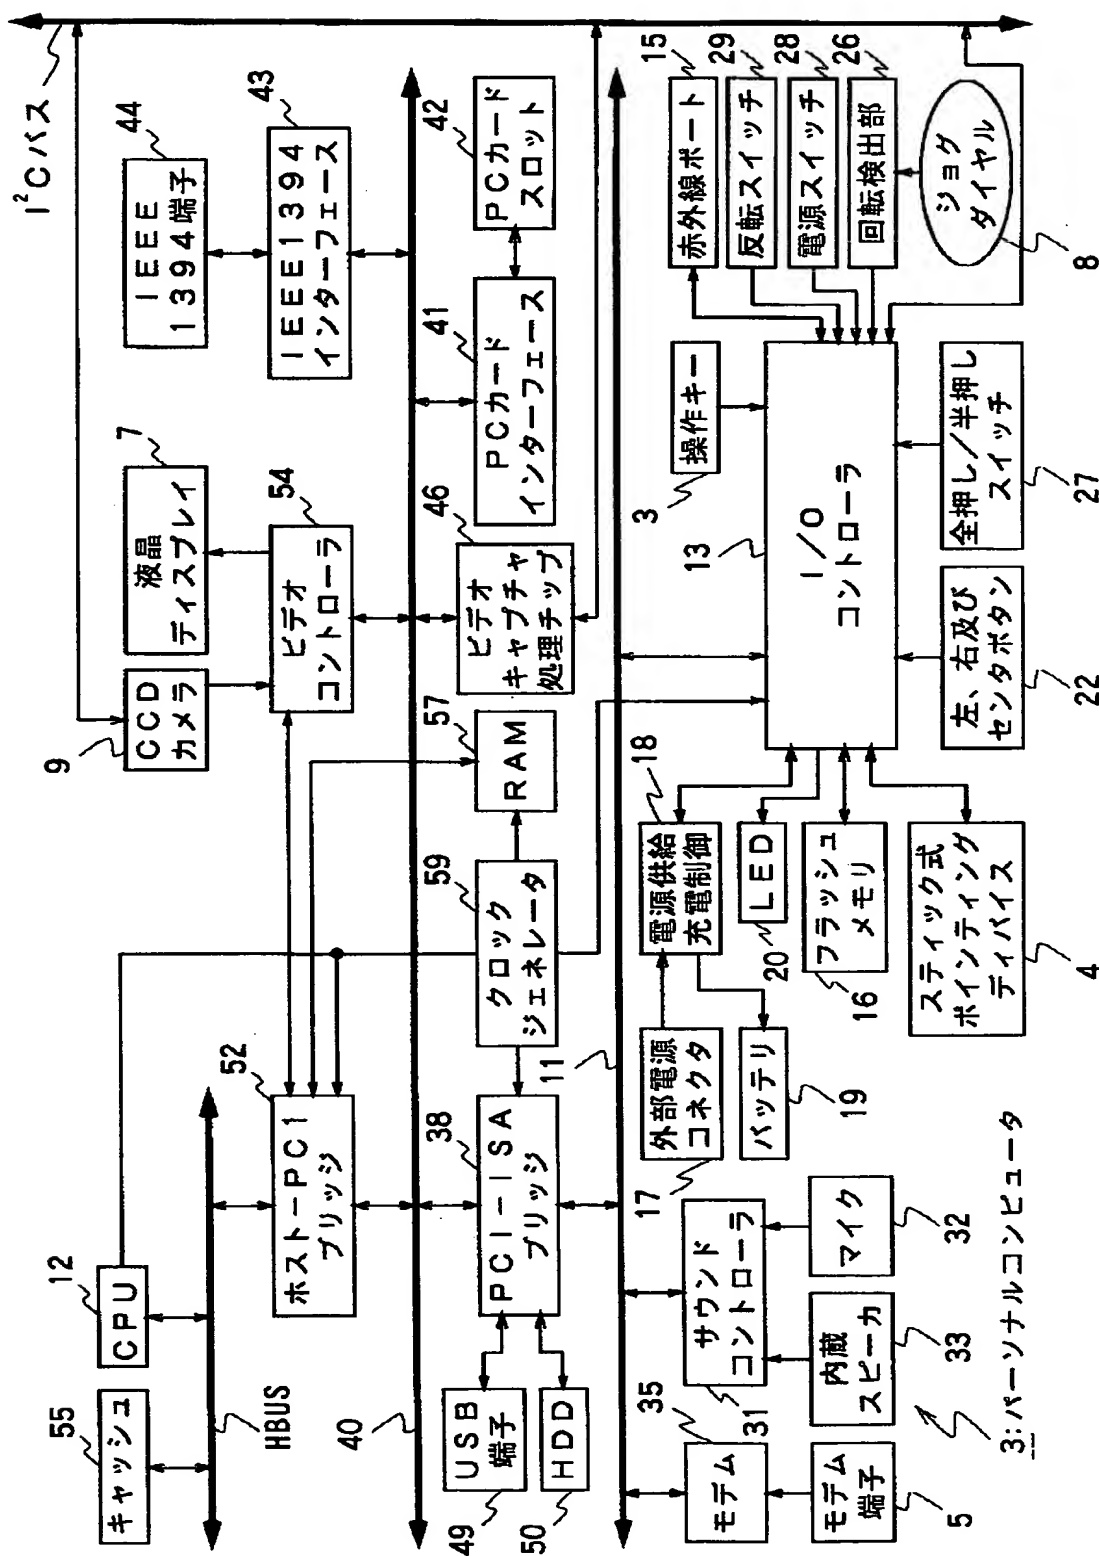 55
キャッシュ
12
CPU
HBUS
9
CCD
カメラ
7
液晶
ディスプレイ
44
IEEE
1394端子
I²Cバス
52
ホスト-PCI
ブリッジ
54
ビデオ
コントローラ
43
IEEE1394
インターフェース
40
49
USB
端子
50
HDD
38
PCI-ISA
ブリッジ
59
クロック
ジェネレータ
57
RAM
46
ビデオ
キャプチャ
処理チップ
41
PCカード
インターフェース
42
PCカード
スロット
11
35
モデム
モデム
端子
5
31
サウンド
コントローラ
内蔵
スピーカ
33
マイク
32
17
外部電源
コネクタ
バッテリ
19
18
電源供給
充電制御
20
LED
16
フラッシュ
メモリ
スティック式
ポインティング
ディバイス
4
13
I/O
コントローラ
3
操作キー
左、右及び
センタボタン
22
全押し/半押し
スイッチ
27
15
赤外線ポート
29
反転スイッチ
28
電源スイッチ
26
回転検出部
ジョグ
ダイヤル
8
3:パーソナルコンピュータ